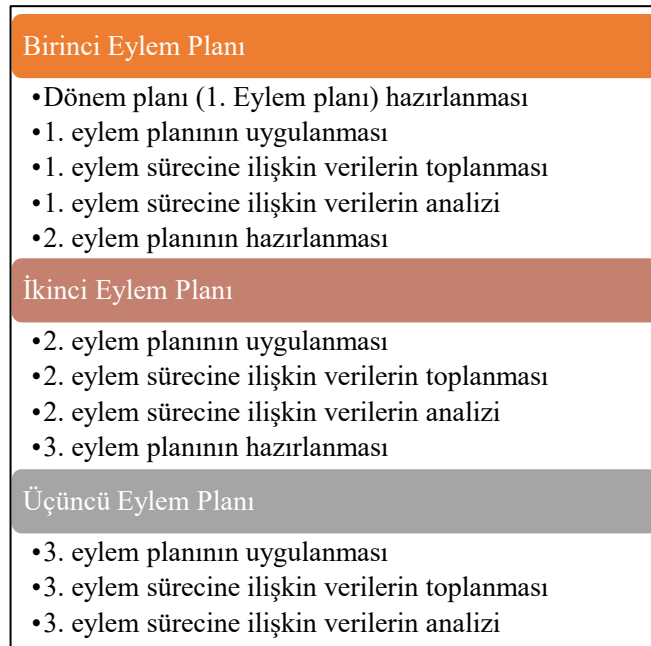 Birinci Eylem Planı
•Dönem planı (1. Eylem planı) hazırlanması
•1. eylem planının uygulanması
•1. eylem sürecine ilişkin verilerin toplanması
•1. eylem sürecine ilişkin verilerin analizi
•2. eylem planının hazırlanması
İkinci Eylem Planı
•2. eylem planının uygulanması
•2. eylem sürecine ilişkin verilerin toplanması
•2. eylem sürecine ilişkin verilerin analizi
•3. eylem planının hazırlanması
Üçüncü Eylem Planı
•3. eylem planının uygulanması
•3. eylem sürecine ilişkin verilerin toplanması
•3. eylem sürecine ilişkin verilerin analizi